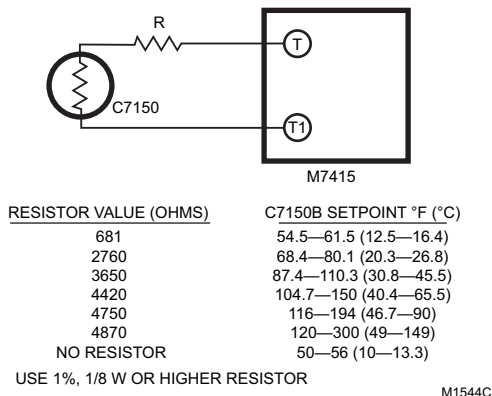 R
T
C7150
T1
M7415
RESISTOR VALUE (OHMS) C7150B SETPOINT °F (°C)
681 54.5—61.5 (12.5—16.4)
2760 68.4—80.1 (20.3—26.8)
3650 87.4—110.3 (30.8—45.5)
4420 104.7—150 (40.4—65.5)
4750 116—194 (46.7—90)
4870 120—300 (49—149)
NO RESISTOR 50—56 (10—13.3)
USE 1%, 1/8 W OR HIGHER RESISTOR
M1544C